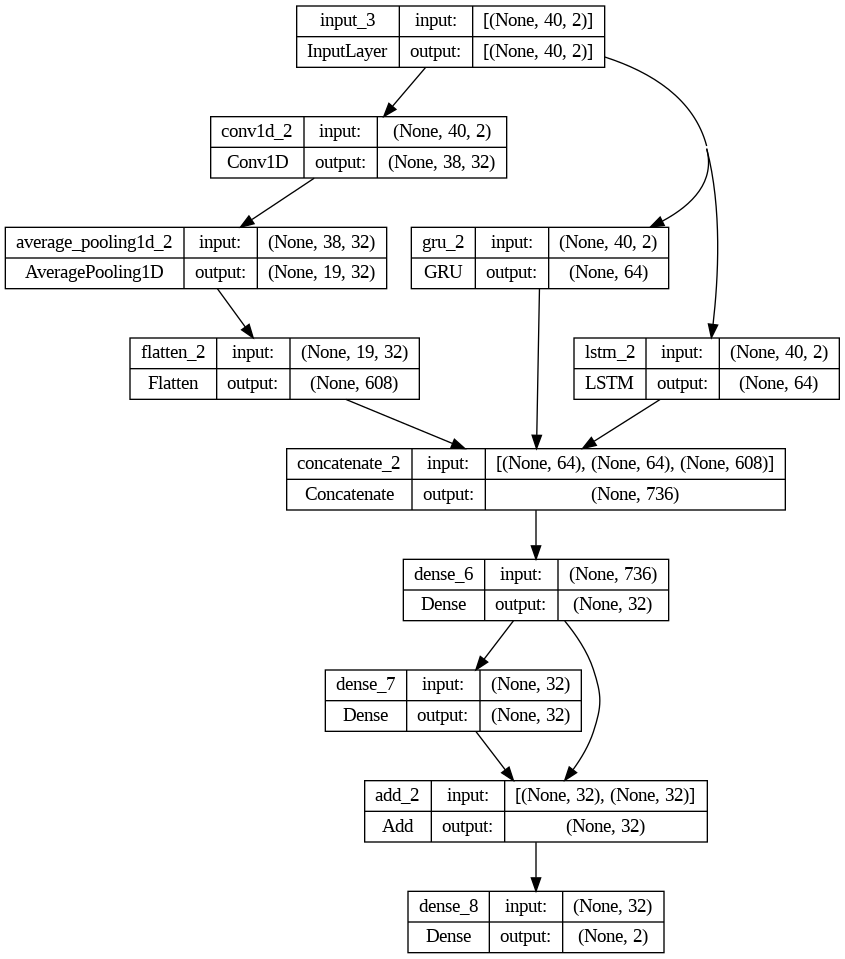 input_3 input: [(None, 40, 2)]
InputLayer output: [(None, 40, 2)]
conv1d_2 input: (None, 40, 2)
Conv1D output: (None, 38, 32)
average_pooling1d_2 input: (None, 38, 32)
AveragePooling1D output: (None, 19, 32)
gru_2 input: (None, 40, 2)
GRU output: (None, 64)
flatten_2 input: (None, 19, 32)
Flatten output: (None, 608)
lstm_2 input: (None, 40, 2)
LSTM output: (None, 64)
concatenate_2 input: [(None, 64), (None, 64), (None, 608)]
Concatenate output: (None, 736)
dense_6 input: (None, 736)
Dense output: (None, 32)
dense_7 input: (None, 32)
Dense output: (None, 32)
add_2 input: [(None, 32), (None, 32)]
Add output: (None, 32)
dense_8 input: (None, 32)
Dense output: (None, 2)